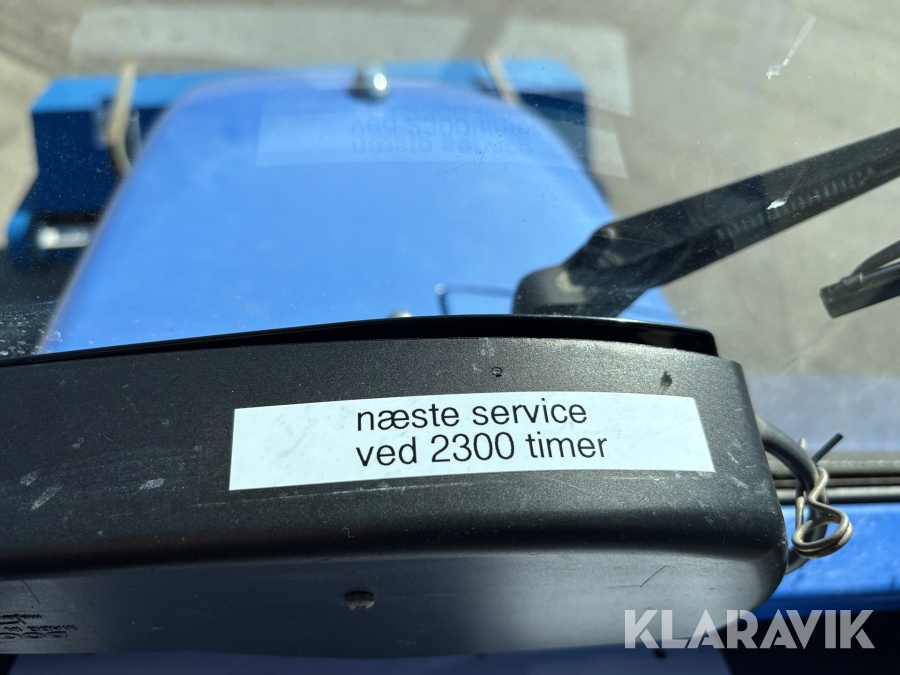 næste service
ved 2300 timer
KLARAVIK